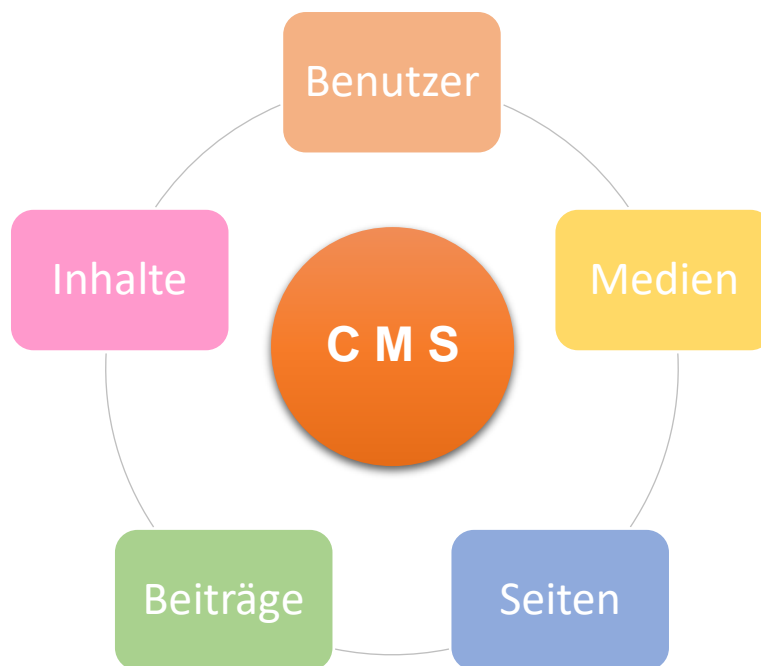 Benutzer
Inhalte
Medien
C M S
Beiträge
Seiten